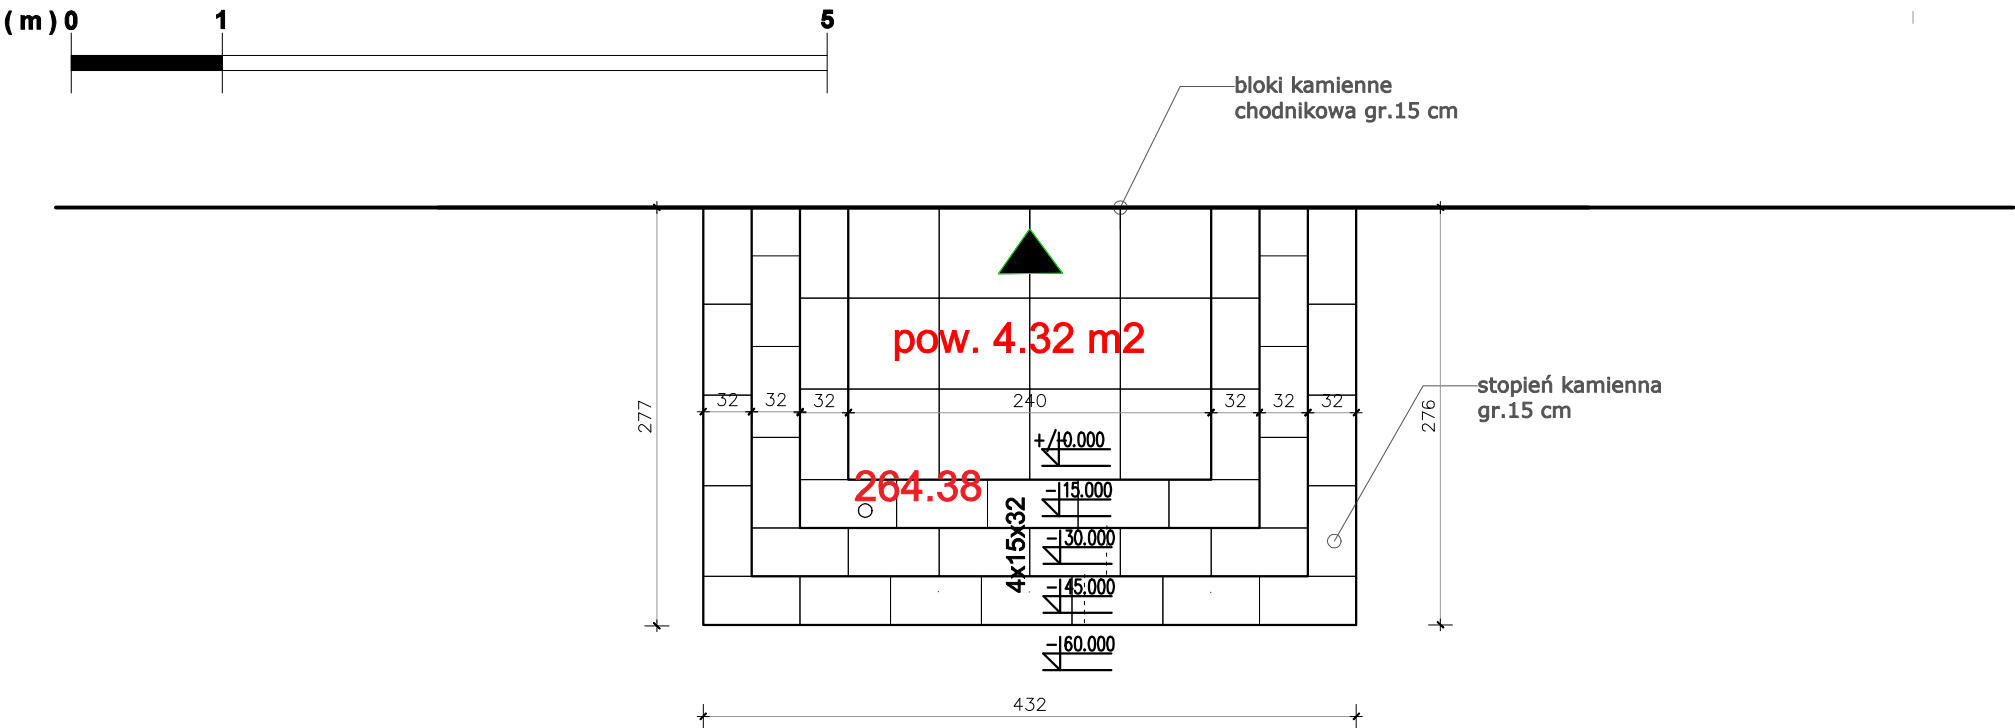 (m) 0 1 5
bloki kamienne
chodnikowa gr.15 cm
pow. 4.32 m2
32 32 32 240 32 32 32
277
276
stopień kamienna
gr.15 cm
+/-0.000
264.38
-15.000
4x15x32
-30.000
-45.000
-60.000
432